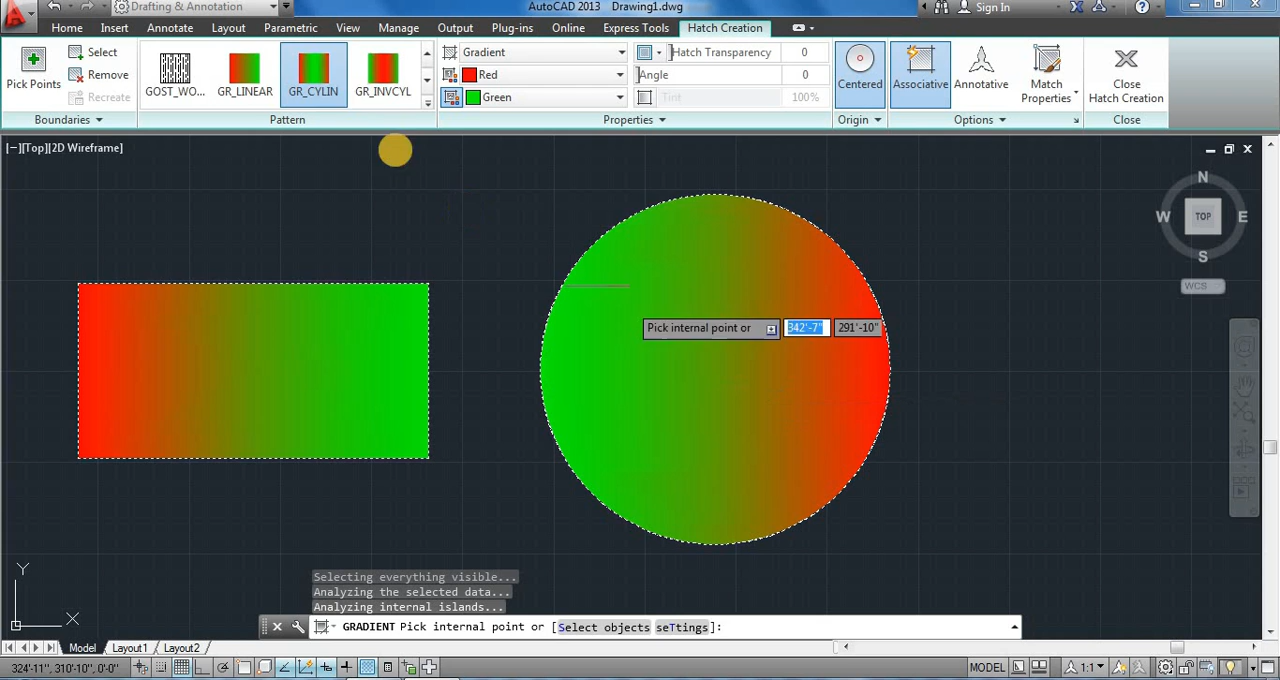 Drafting & Annotation
AutoCAD 2013 Drawing1.dwg
Sign In
Home Insert Annotate Layout Parametric View Manage Output Plug-ins Online Express Tools Hatch Creation
Pick Points
Select
Remove
Recreate
Boundaries
GOST_WO...
GR_LINEAR
GR_CYLIN
GR_INVCYL
Pattern
Gradient
Red
Green
Hatch Transparency 0
Angle 0
Tint 100%
Properties
Centered
Origin
Associative
Annotative
Match
Properties
Options
Close
Hatch Creation
Close
[−][Top][2D Wireframe]
N
W TOP E
S
WCS
Pick internal point or 342'-7" 291'-10"
Y
X
Selecting everything visible...
Analyzing the selected data...
Analyzing internal islands...
GRADIENT Pick internal point or [Select objects seTtings]:
Model Layout1 Layout2
324'-11", 310'-10", 0'-0" MODEL 1:1